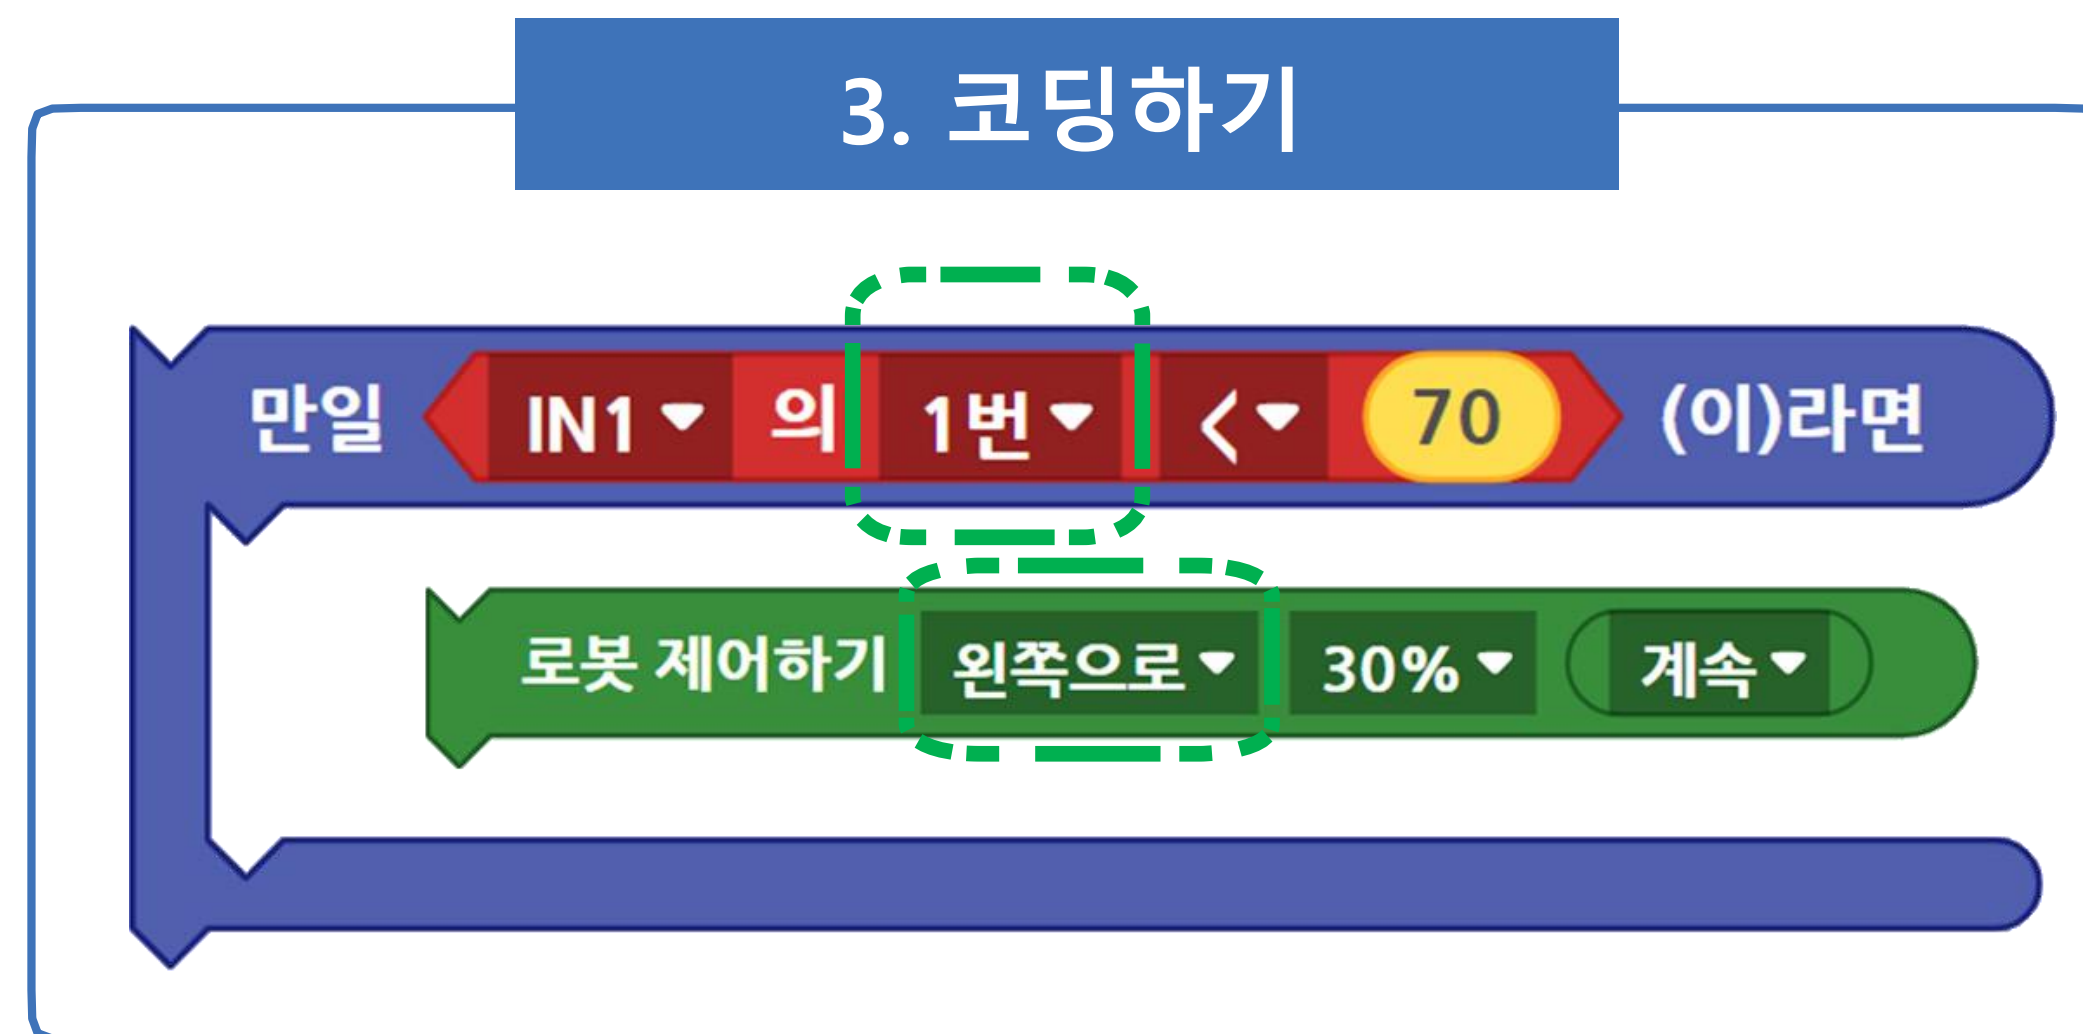 3. 코딩하기
만일 IN1 의 1번 < 70 (이)라면
로봇 제어하기 왼쪽으로 30% 계속